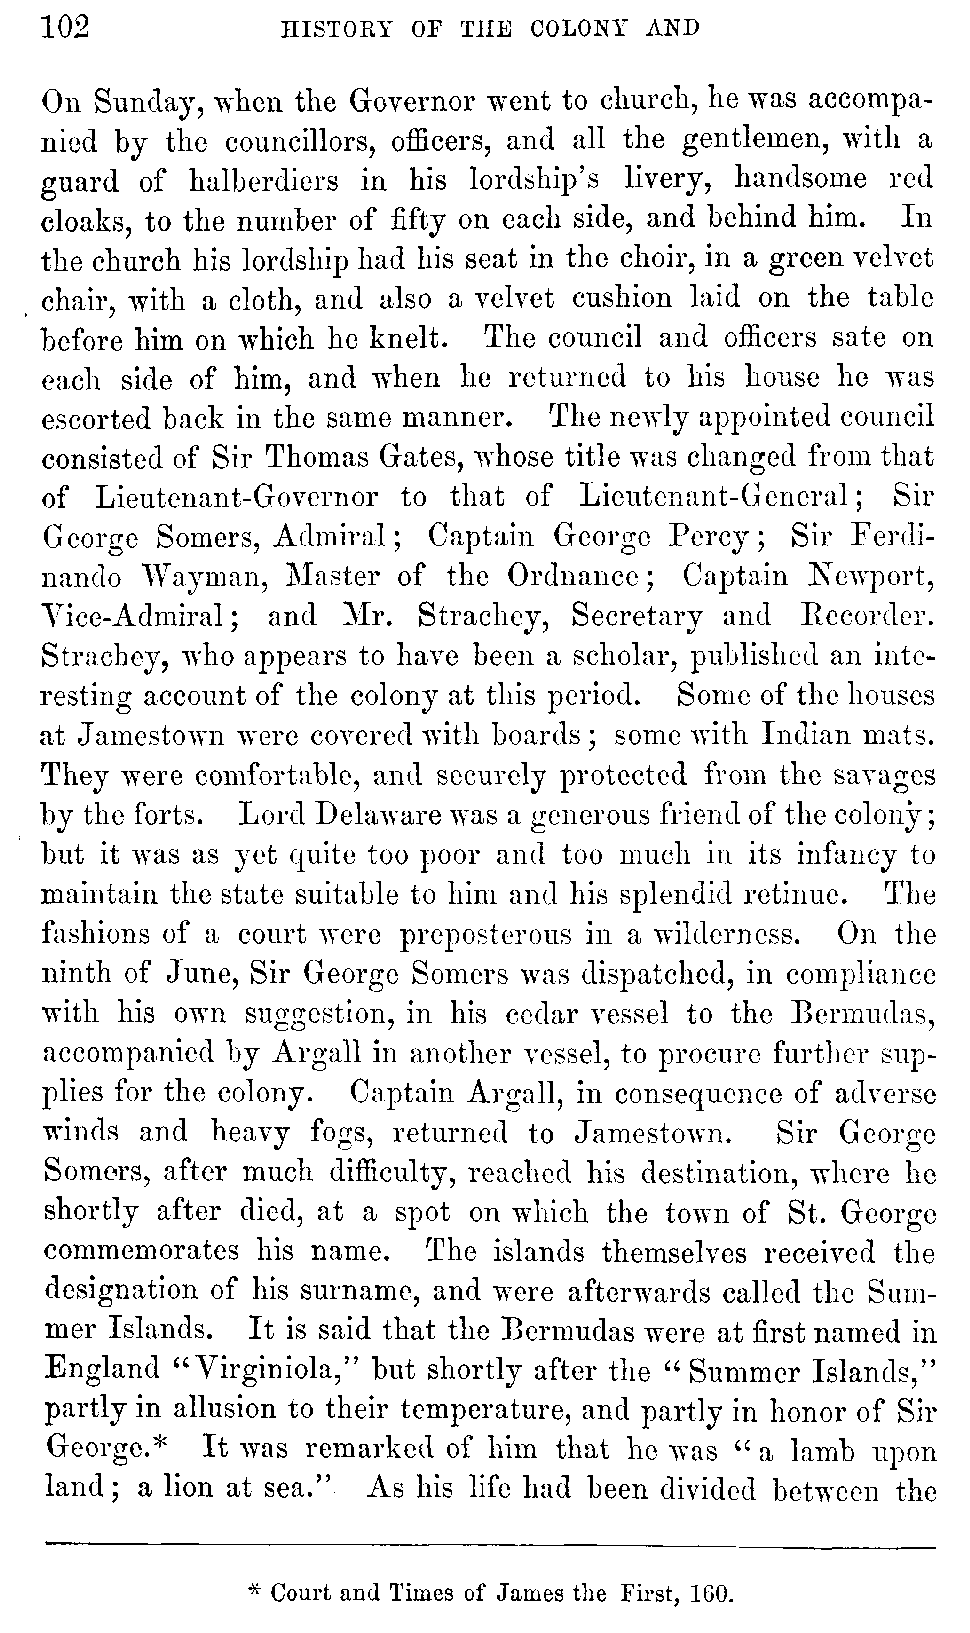 102 HISTORY OF THE COLONY AND
On Sunday, when the Governor went to church, he was accompa-
nied by the councillors, officers, and all the gentlemen, with a
guard of halberdiers in his lordship's livery, handsome red
cloaks, to the number of fifty on each side, and behind him. In
the church his lordship had his seat in the choir, in a green velvet
chair, with a cloth, and also a velvet cushion laid on the table
before him on which he knelt. The council and officers sate on
each side of him, and when he returned to his house he was
escorted back in the same manner. The newly appointed council
consisted of Sir Thomas Gates, whose title was changed from that
of Lieutenant-Governor to that of Lieutenant-General; Sir
George Somers, Admiral; Captain George Percy; Sir Ferdi-
nando Wayman, Master of the Ordnance; Captain Newport,
Vice-Admiral; and Mr. Strachey, Secretary and Recorder.
Strachey, who appears to have been a scholar, published an inte-
resting account of the colony at this period. Some of the houses
at Jamestown were covered with boards; some with Indian mats.
They were comfortable, and securely protected from the savages
by the forts. Lord Delaware was a generous friend of the colony;
but it was as yet quite too poor and too much in its infancy to
maintain the state suitable to him and his splendid retinue. The
fashions of a court were preposterous in a wilderness. On the
ninth of June, Sir George Somers was dispatched, in compliance
with his own suggestion, in his cedar vessel to the Bermudas,
accompanied by Argall in another vessel, to procure further sup-
plies for the colony. Captain Argall, in consequence of adverse
winds and heavy fogs, returned to Jamestown. Sir George
Somers, after much difficulty, reached his destination, where he
shortly after died, at a spot on which the town of St. George
commemorates his name. The islands themselves received the
designation of his surname, and were afterwards called the Sum-
mer Islands. It is said that the Bermudas were at first named in
England "Virginiola," but shortly after the "Summer Islands,"
partly in allusion to their temperature, and partly in honor of Sir
George.* It was remarked of him that he was "a lamb upon
land; a lion at sea." As his life had been divided between the
* Court and Times of James the First, 160.